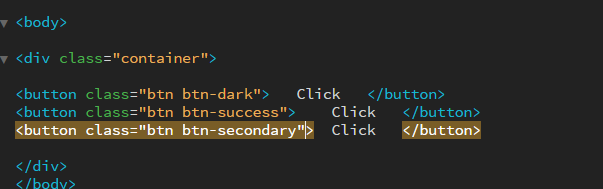 <body>
<div class="container">
<button class="btn btn-dark"> Click </button>
<button class="btn btn-success"> Click </button>
<button class="btn btn-secondary"> Click </button>
</div>
</body>